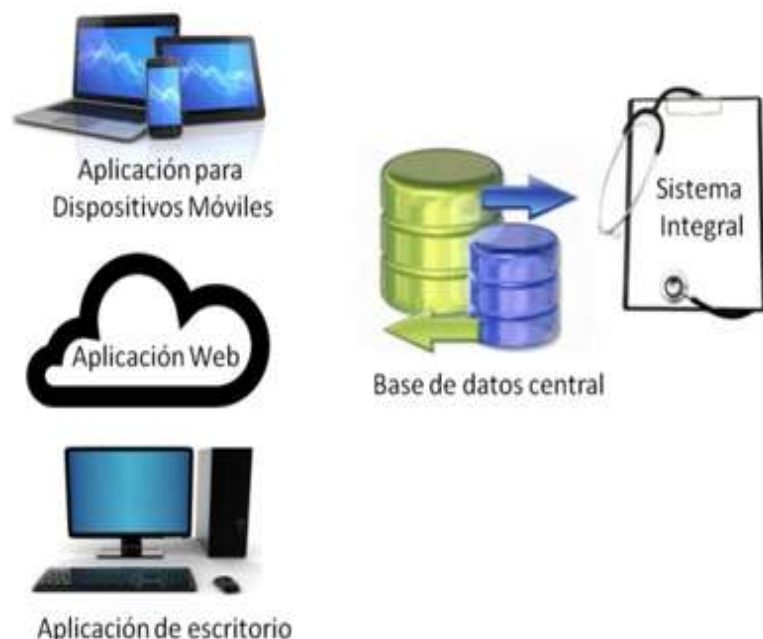 Aplicación para
Dispositivos Móviles
Aplicación Web
Aplicación de escritorio
Base de datos central
Sistema
Integral